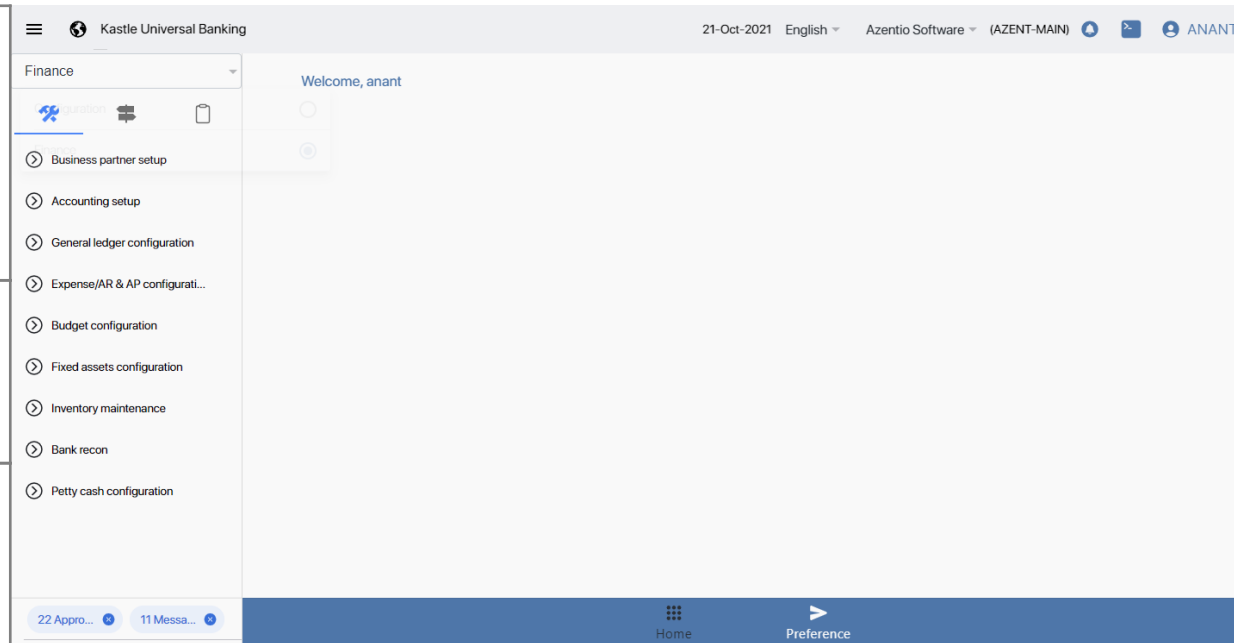 Kastle Universal Banking
21-Oct-2021 English Azentio Software (AZENT-MAIN) ANANT
Finance
Welcome, anant
Business partner setup
Accounting setup
General ledger configuration
Expense/AR & AP configurati...
Budget configuration
Fixed assets configuration
Inventory maintenance
Bank recon
Petty cash configuration
22 Appro... 11 Messa...
Home Preference